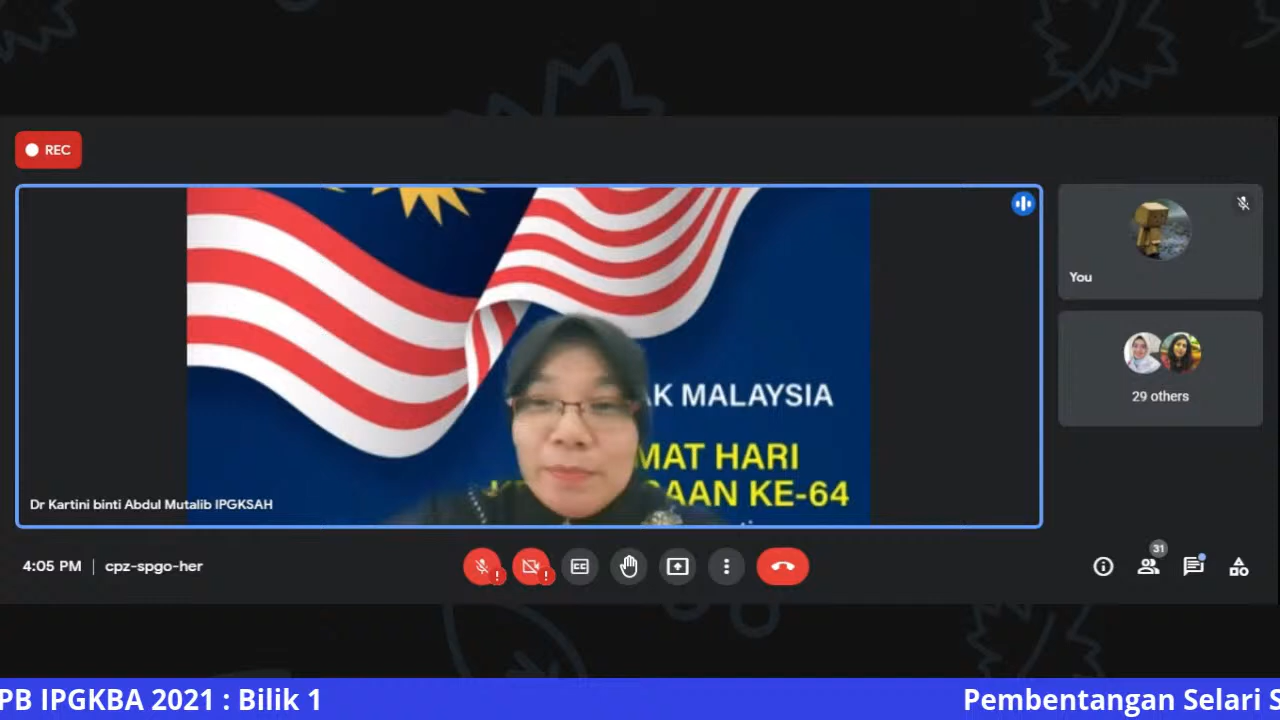 REC
AK MALAYSIA
MAT HARI
AAN KE-64
Dr Kartini binti Abdul Mutalib IPGKSAH
You
29 others
4:05 PM | cpz-spgo-her
CC
31
PB IPGKBA 2021 : Bilik 1
Pembentangan Selari S